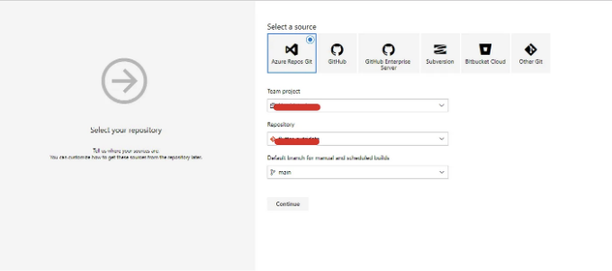 Select a source
Azure Repos Git
GitHub
GitHub Enterprise
Server
Subversion
Bitbucket Cloud
Other Git
Team project
Select your repository
Tell us where your sources are.
You can customize how to get these sources from the repository later.
Repository
Default branch for manual and scheduled builds
main
Continue